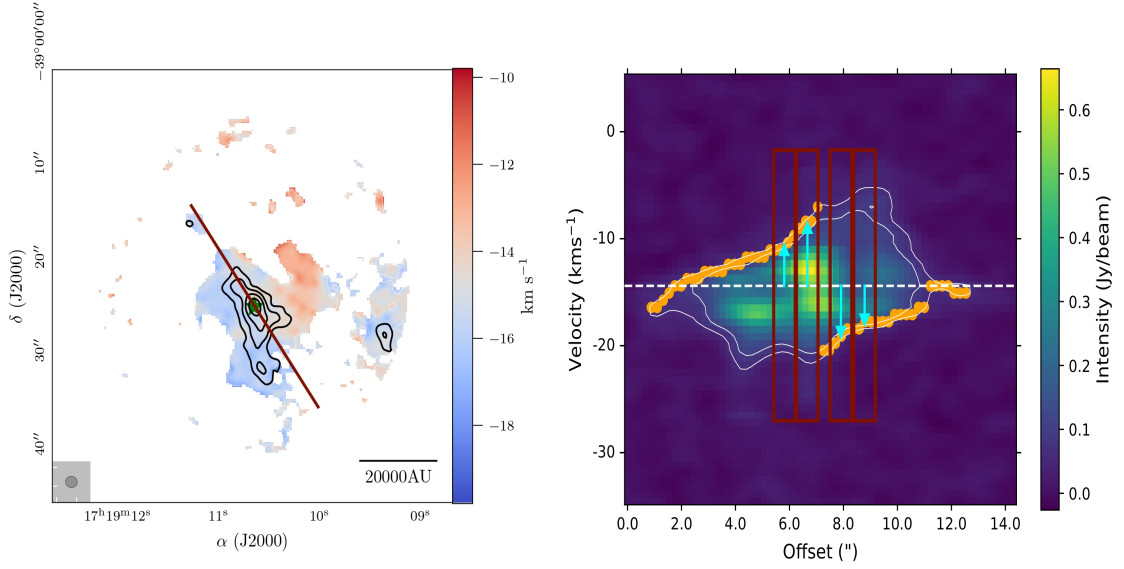 −39°00′00″
10″
20″
30″
40″
δ (J2000)
17ʰ19ᵐ12ˢ
11ˢ
10ˢ
09ˢ
α (J2000)
20000AU
−10
−12
−14
−16
−18
km s⁻¹
0
-10
-20
-30
Velocity (kms⁻¹)
0.0 2.0 4.0 6.0 8.0 10.0 12.0 14.0
Offset (")
0.6
0.5
0.4
0.3
0.2
0.1
0.0
Intensity (Jy/beam)